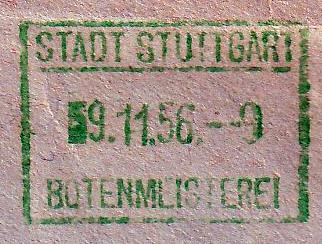 STADT STUTTGART
9.11.56.--9
BOTENMEISTEREI